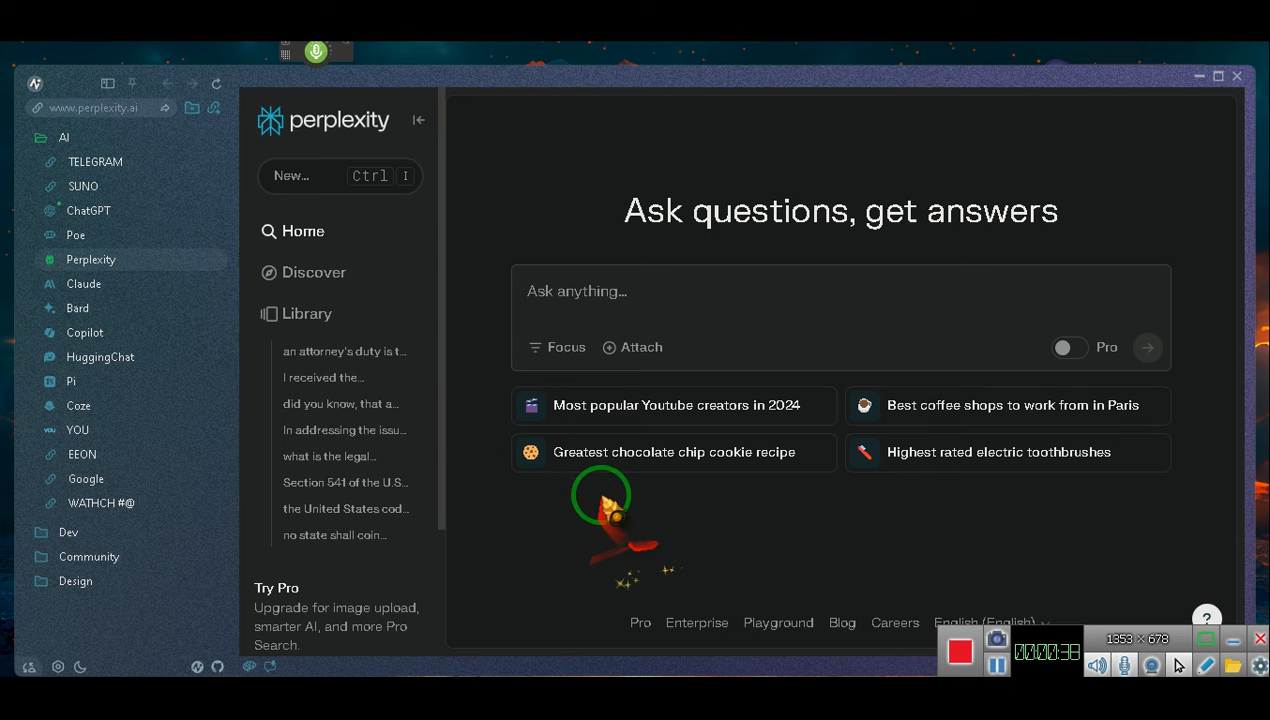 www.perplexity.ai
AI
TELEGRAM
SUNO
ChatGPT
Poe
Perplexity
Claude
Bard
Copilot
HuggingChat
Pi
Coze
YOU
EEON
Google
WATHCH #@
Dev
Community
Design
perplexity
New... Ctrl I
Home
Discover
Library
an attorney's duty is t...
I received the...
did you know, that a...
In addressing the issu...
what is the legal...
Section 541 of the U.S...
the United States cod...
no state shall coin...
Try Pro
Upgrade for image upload,
smarter AI, and more Pro
Search.
Ask questions, get answers
Ask anything...
Focus Attach Pro
Most popular Youtube creators in 2024
Best coffee shops to work from in Paris
Greatest chocolate chip cookie recipe
Highest rated electric toothbrushes
Pro Enterprise Playground Blog Careers English (English)
?
1353 × 678
0000:38